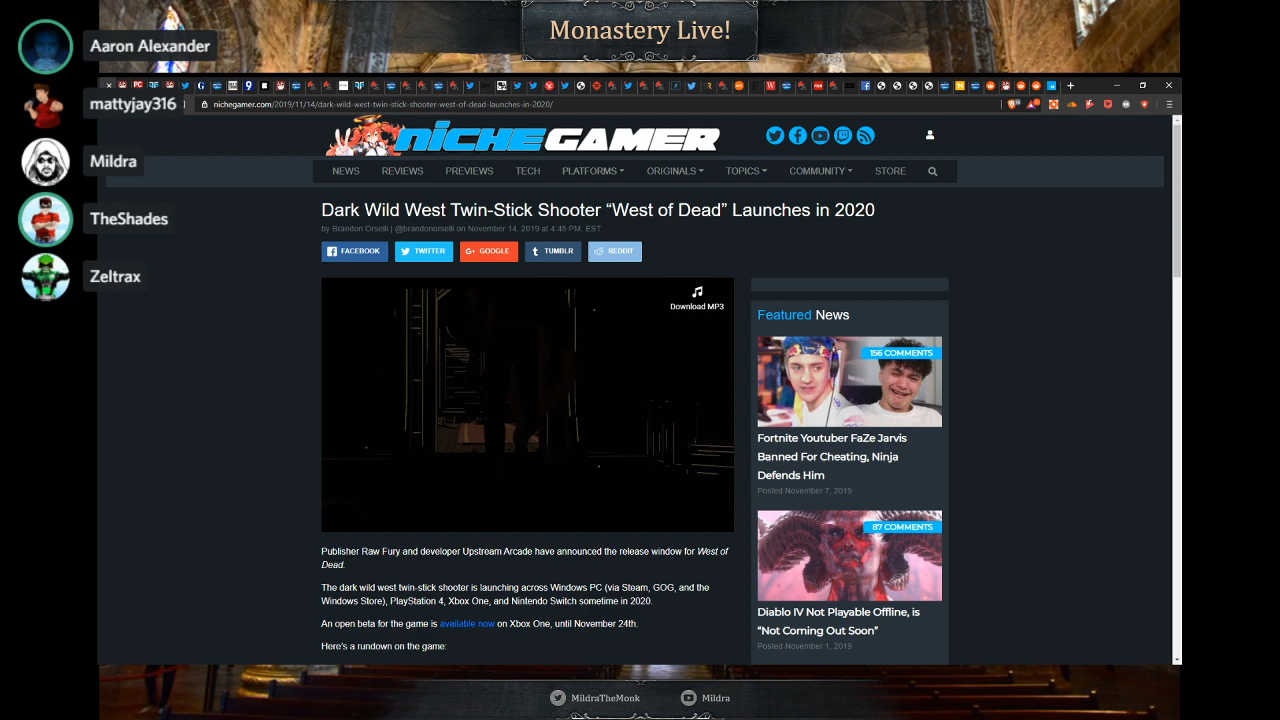 Monastery Live!
Aaron Alexander
mattyjay316
Mildra
TheShades
Zeltrax
nichegamer.com/2019/11/14/dark-wild-west-twin-stick-shooter-west-of-dead-launches-in-2020/
NICHEGAMER
NEWS REVIEWS PREVIEWS TECH PLATFORMS ORIGINALS TOPICS COMMUNITY STORE
Dark Wild West Twin-Stick Shooter “West of Dead” Launches in 2020
by Brandon Orselli | @brandonorselli on November 14, 2019 at 4:45 PM, EST
FACEBOOK TWITTER G+ GOOGLE TUMBLR REDDIT
Download MP3
Publisher Raw Fury and developer Upstream Arcade have announced the release window for West of
Dead.
The dark wild west twin-stick shooter is launching across Windows PC (via Steam, GOG, and the
Windows Store), PlayStation 4, Xbox One, and Nintendo Switch sometime in 2020.
An open beta for the game is available now on Xbox One, until November 24th.
Here’s a rundown on the game:
Featured News
156 COMMENTS
Fortnite Youtuber FaZe Jarvis
Banned For Cheating, Ninja
Defends Him
Posted November 7, 2019
87 COMMENTS
Diablo IV Not Playable Offline, is
“Not Coming Out Soon”
Posted November 1, 2019
MildraTheMonk
Mildra